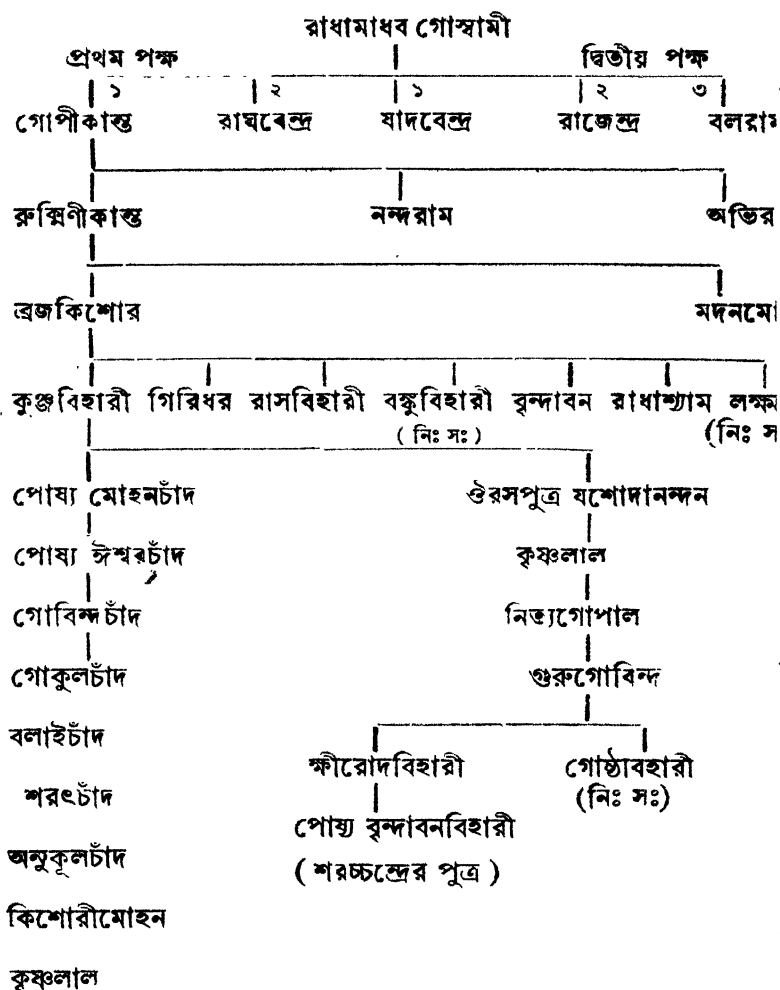 রাধামাধব গোস্বামী
প্রথম পক্ষ দ্বিতীয় পক্ষ
১ ২ ১ ২ ৩
গোপীকান্ত রাঘবেন্দ্র যাদবেন্দ্র রাজেন্দ্র বলরাম
রুক্মিণীকান্ত নন্দরাম অভির
ব্রজকিশোর মদনমো
কুঞ্জবিহারী গিরিধর রাসবিহারী বঙ্কুবিহারী বৃন্দাবন রাধাশ্যাম লক্ষ্ম
( নিঃ সঃ ) (নিঃ স
পোষ্য মোহনচাঁদ ঔরসপুত্র যশোদানন্দন
পোষ্য ঈশ্বরচাঁদ কৃষ্ণলাল
গোবিন্দচাঁদ নিত্যগোপাল
গোকুলচাঁদ গুরুগোবিন্দ
বলাইচাঁদ ক্ষীরোদবিহারী গোষ্ঠবিহারী
শরৎচাঁদ (নিঃ সঃ)
পোষ্য বৃন্দাবনবিহারী
অনুকূলচাঁদ ( শরচ্চন্দ্রের পুত্র )
কিশোরীমোহন
কৃষ্ণলাল